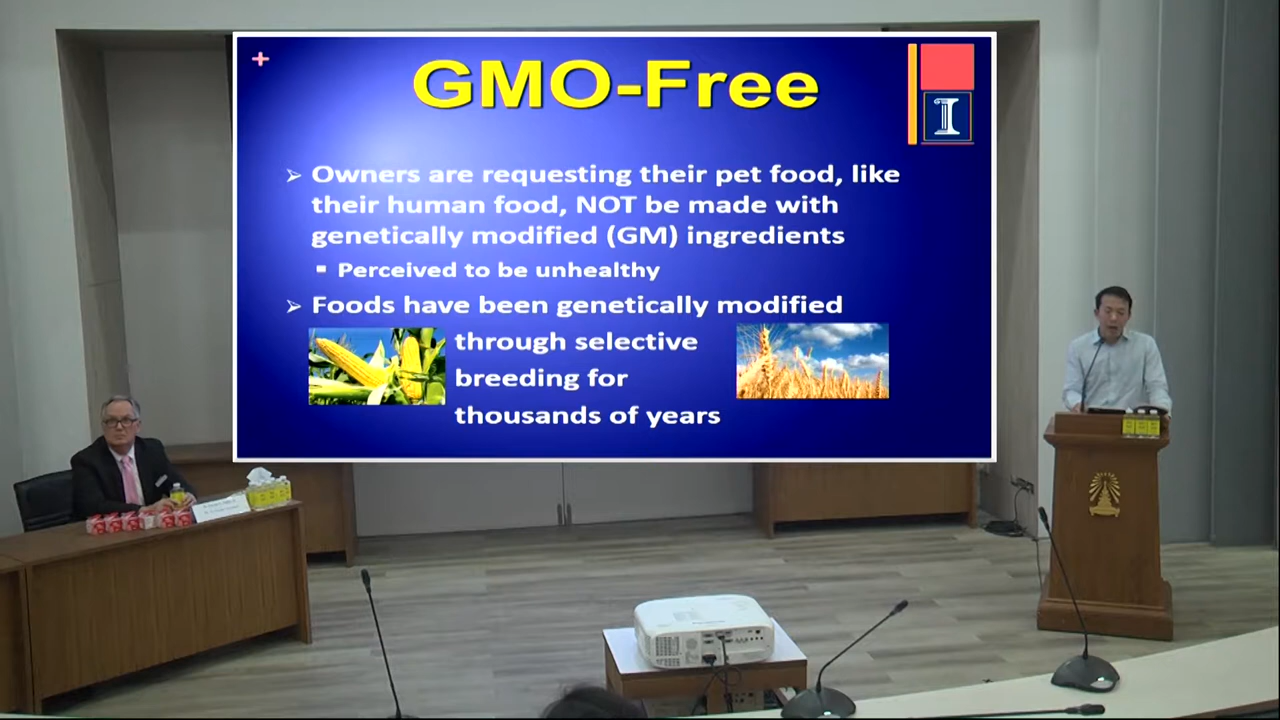 GMO-Free
I
➢ Owners are requesting their pet food, like
their human food, NOT be made with
genetically modified (GM) ingredients
▪ Perceived to be unhealthy
➢ Foods have been genetically modified
through selective
breeding for
thousands of years